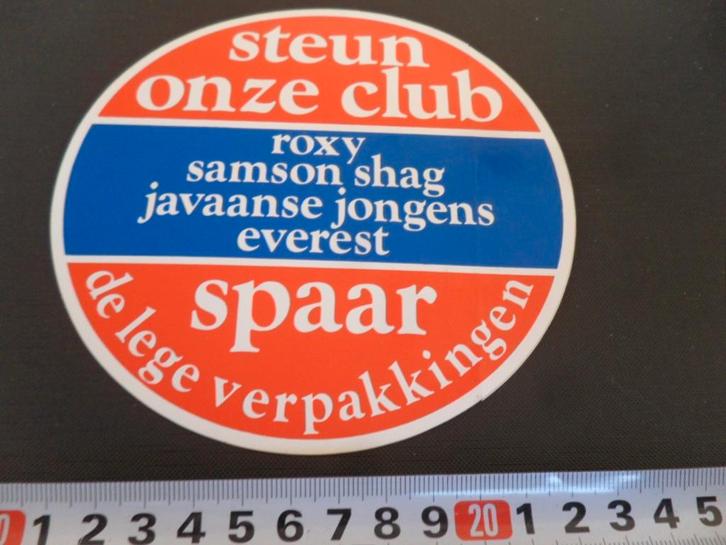 steun
onze club
roxy
samson shag
javaanse jongens
everest
spaar
de lege verpakkingen
0 1 2 3 4 5 6 7 8 9 20 1 2 3 4 5